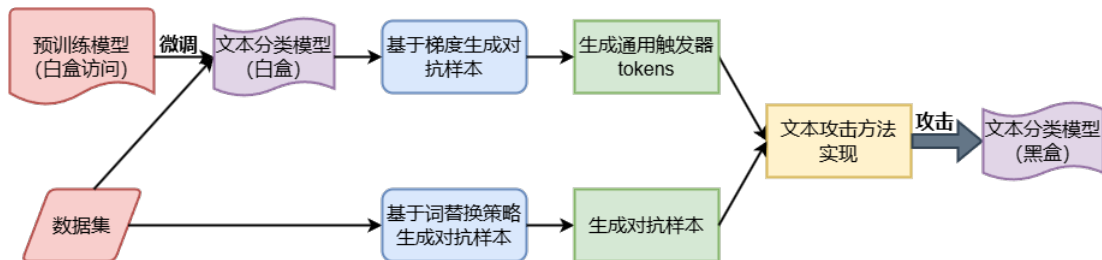 预训练模型
(白盒访问)
微调
文本分类模型
(白盒)
基于梯度生成对
抗样本
生成通用触发器
tokens
文本攻击方法
实现
攻击
文本分类模型
(黑盒)
数据集
基于词替换策略
生成对抗样本
生成对抗样本